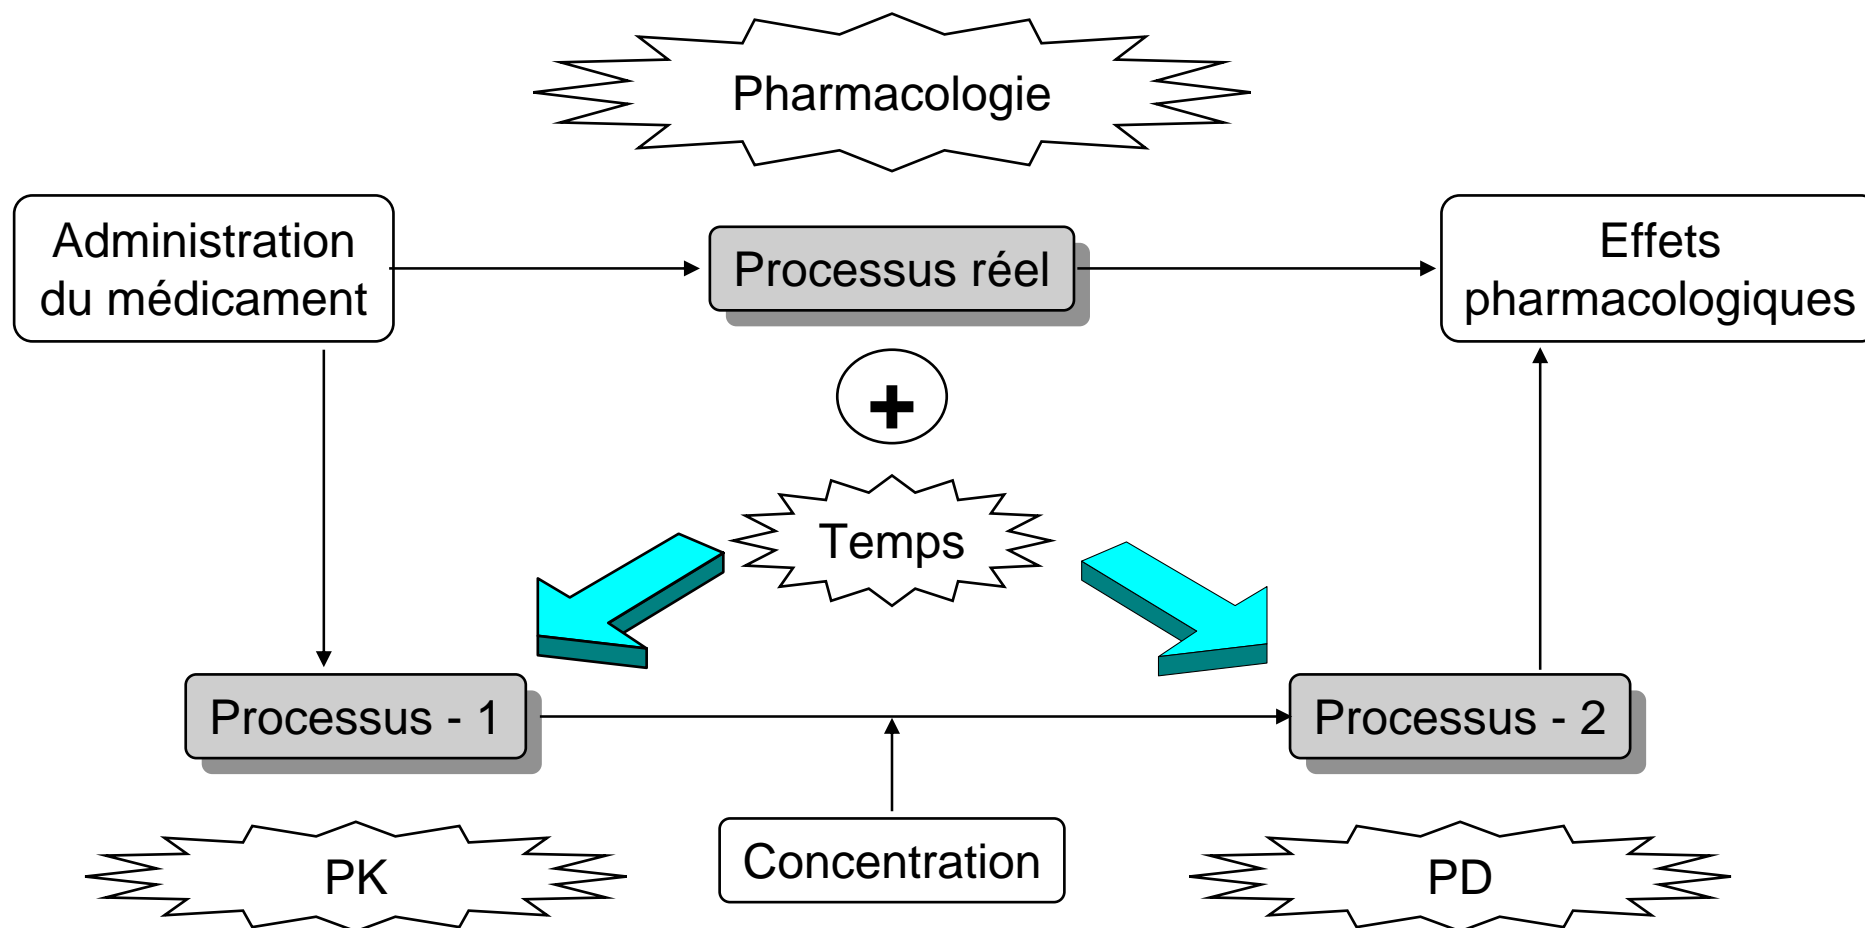 Pharmacologie
Administration
du médicament
Processus réel
Effets
pharmacologiques
+
Temps
Processus - 1
Processus - 2
PK
Concentration
PD